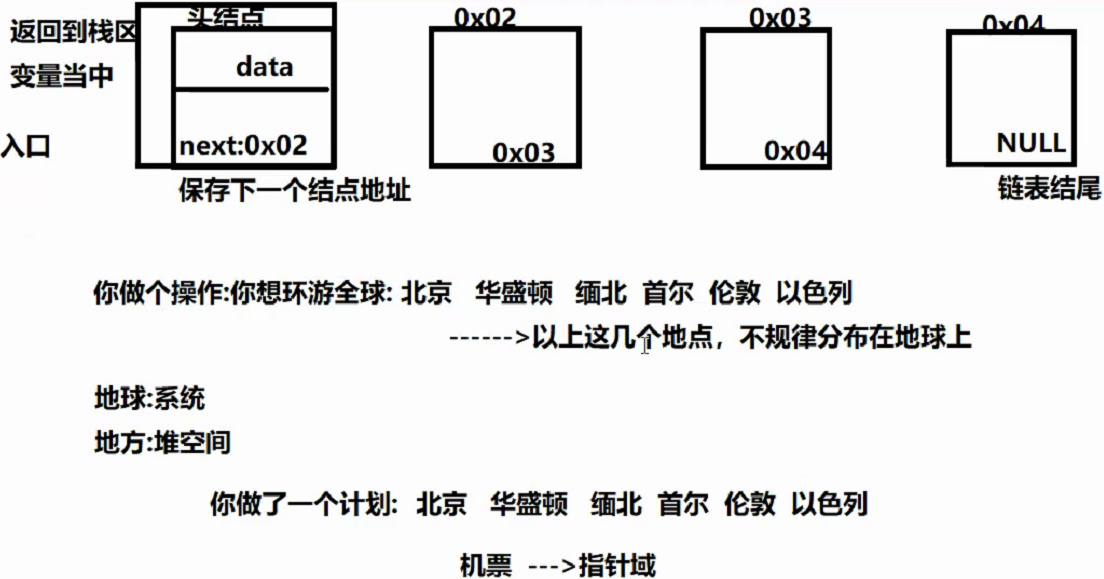 头结点 0x02 0x03 0x04
返回到栈区
变量当中
data
入口
next:0x02 0x03 0x04 NULL
保存下一个结点地址 链表结尾
你做个操作:你想环游全球: 北京 华盛顿 缅北 首尔 伦敦 以色列
------>以上这几个地点，不规律分布在地球上
地球:系统
地方:堆空间
你做了一个计划: 北京 华盛顿 缅北 首尔 伦敦 以色列
机票 --->指针域